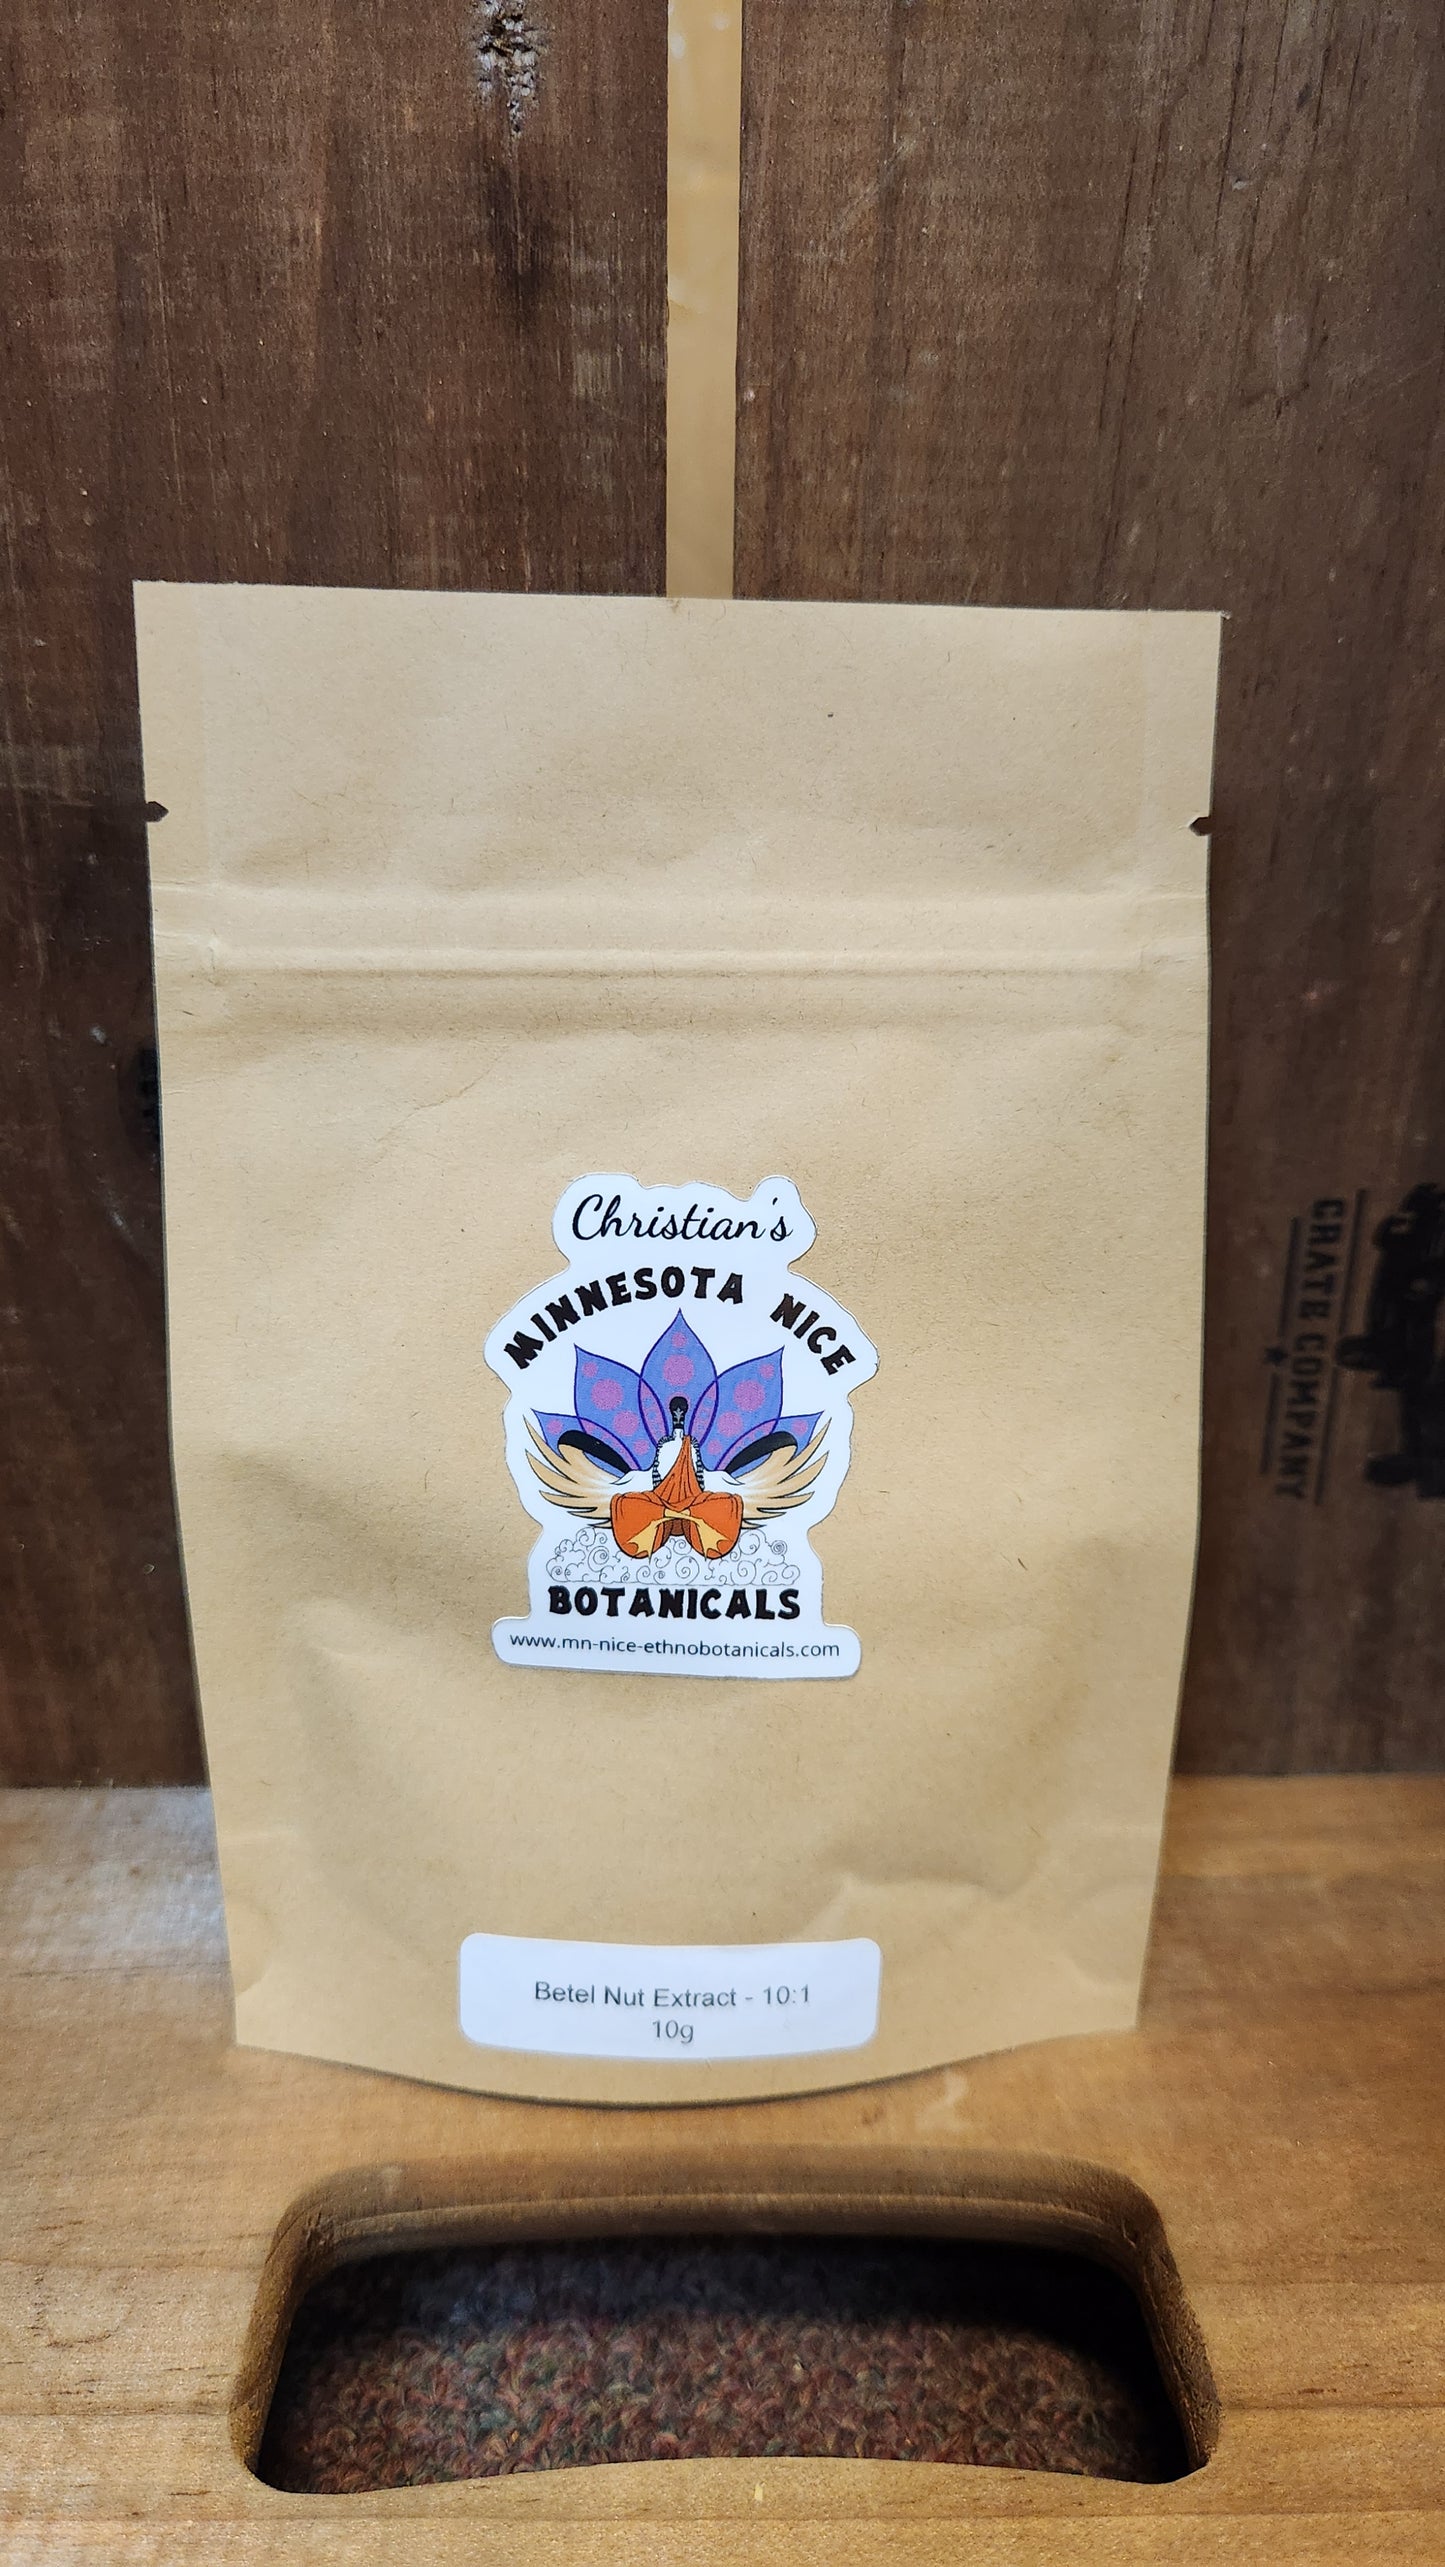 Christian's
MINNESOTA NICE
BOTANICALS
www.mn-nice-ethnobotanicals.com
Betel Nut Extract - 10:1
10g
CRATE COMPANY